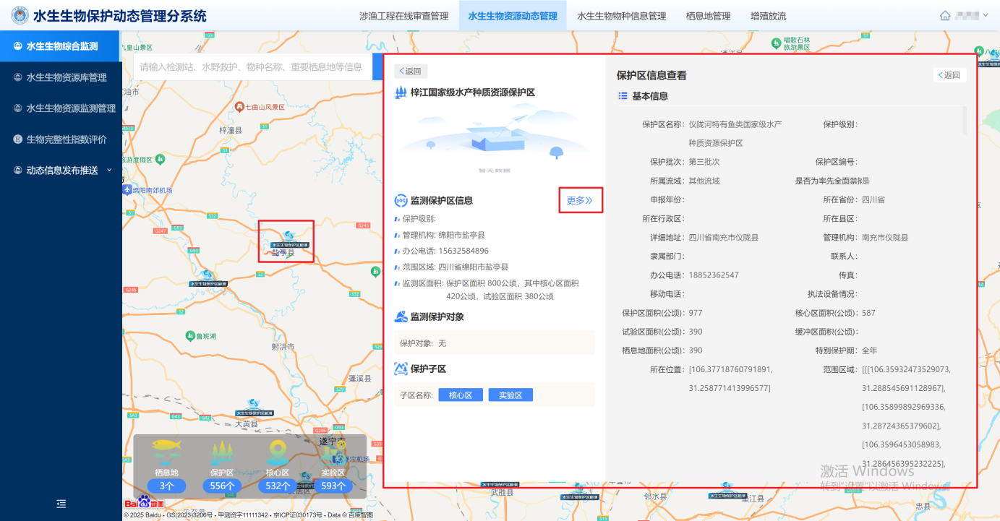 水生生物保护动态管理分系统
涉渔工程在线审查管理
水生生物资源动态管理
水生生物物种信息管理
栖息地管理
增殖放流
水生生物综合监测
水生生物资源库管理
水生生物资源监测管理
生物完整性指数评价
动态信息发布推送
九皇山景区
请输入检测站、水野救护、物种名称、重要栖息地等信息
七曲山风景区
梓潼县
绵阳南郊机场
盐亭县
水生生物保护区检测
鲁班湖
射洪市
蓬溪县
大英县
遂宁市
武胜县
邻水县
忠县
唱歌石林
旅游景区
栖息地
3个
保护区
556个
核心区
532个
实验区
593个
Bai 地图
© 2025 Baidu - GS(2023)3206号 - 甲测资字11111342 - 京ICP证030173号 - Data © 百度智图
<返回
梓江国家级水产种质资源保护区
暂无数据
监测保护区信息
更多》
保护级别:
管理机构: 绵阳市盐亭县
办公电话: 15632584896
范围区域: 四川省绵阳市盐亭县
监测区面积: 保护区面积 800公顷，其中核心区面积
420公顷，试验区面积 380公顷
监测保护对象
保护对象: 无
保护子区
子区名称: 核心区 实验区
保护区信息查看
<返回
基本信息
保护区名称: 仪陇河特有鱼类国家级水产 保护级别:
种质资源保护区
保护批次: 第三批次 保护区编号:
所属流域: 其他流域 是否为率先全面禁捕 是
申报年份: 所在省份: 四川省
所在行政区: 所在县区:
详细地址: 四川省南充市仪陇县 管理机构: 南充市仪陇县
隶属部门: 联系人:
办公电话: 18852362547 传真:
移动电话: 执法设备情况:
保护区面积(公顷): 977 核心区面积(公顷): 587
试验区面积(公顷): 390 缓冲区面积(公顷):
栖息地面积(公顷): 390 特别保护期: 全年
所在位置: [106.37718760791891, 范围区域: [[[106.35932473529073,
31.258771413996577] 31.288545691128967],
[106.35899892969336,
31.28724365379602],
[106.3596453058983,
31.286456395232225],
激活 Windows
转到"设置"以激活 Windows。